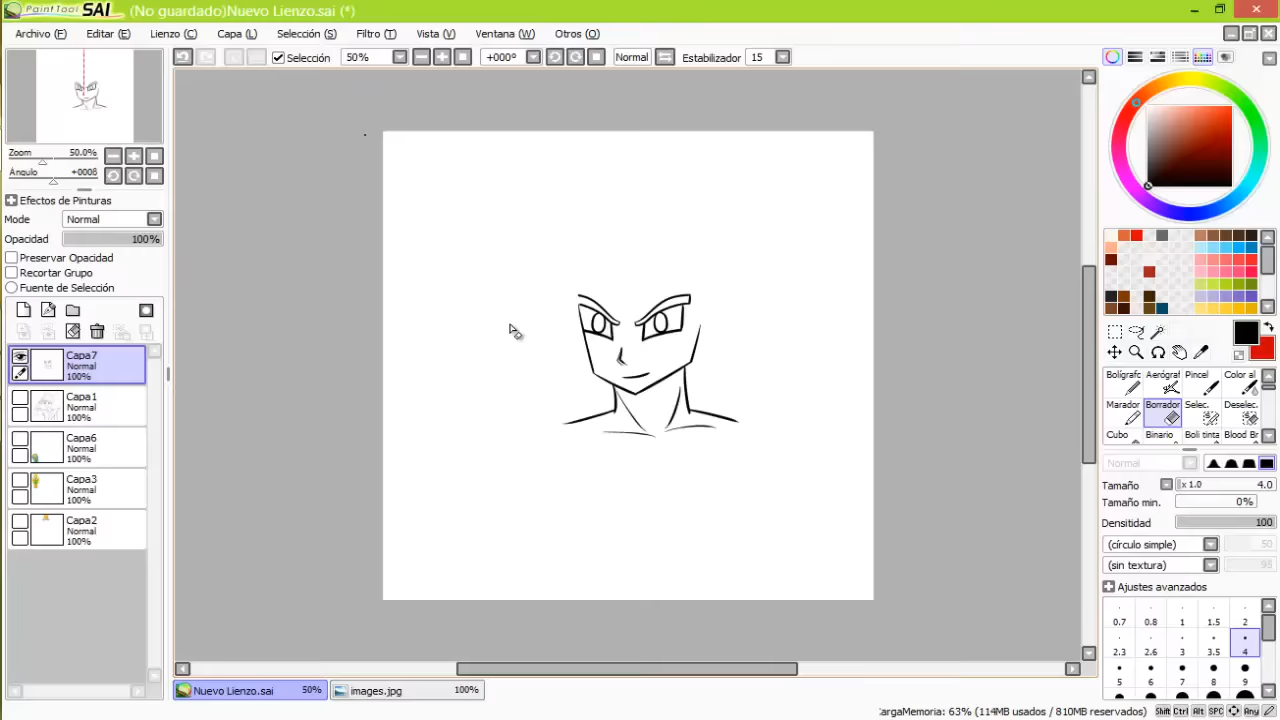 PaintTool SAI (No guardado)Nuevo Lienzo.sai (*)
Archivo (F) Editar (E) Lienzo (C) Capa (L) Selección (S) Filtro (T) Vista (V) Ventana (W) Otros (O)
Selección 50% +000º Normal Estabilizador 15
Zoom 50.0%
Ángulo +0008
Efectos de Pinturas
Mode Normal
Opacidad 100%
Preservar Opacidad
Recortar Grupo
Fuente de Selección
Capa7
Normal
100%
Capa1
Normal
100%
Capa6
Normal
100%
Capa3
Normal
100%
Capa2
Normal
100%
Bolígrafc Aerógraf Pincel Color al
Marador Borrador Selec. Deselec.
Cubo Binario Boli tinta Blood Br
Normal
Tamaño x 1.0 4.0
Tamaño min. 0%
Densitidad 100
(círculo simple) 50
(sin textura) 95
Ajustes avanzados
0.7 0.8 1 1.5 2
2.3 2.6 3 3.5 4
5 6 7 8 9
Nuevo Lienzo.sai 50% images.jpg 100%
CargaMemoria: 63% (114MB usados / 810MB reservados) Shift Ctrl Alt SPC Any